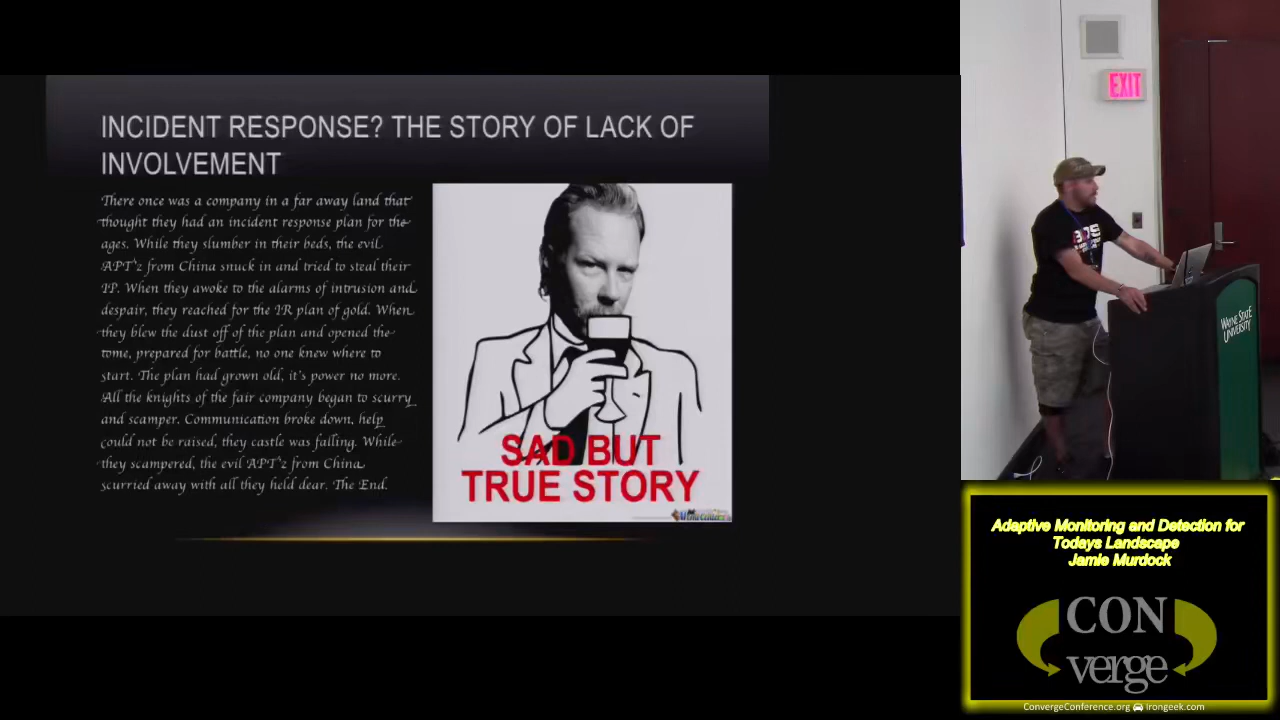 INCIDENT RESPONSE? THE STORY OF LACK OF
INVOLVEMENT
There once was a company in a far away land that
thought they had an incident response plan for the
ages. While they slumber in their beds, the evil
APT'z from China snuck in and tried to steal their
IP. When they awoke to the alarms of intrusion and
despair, they reached for the IR plan of gold. When
they blew the dust off of the plan and opened the
tome, prepared for battle, no one knew where to
start. The plan had grown old, it's power no more.
All the knights of the fair company began to scurry
and scamper. Communication broke down, help
could not be raised, they castle was falling. While
they scampered, the evil APT'z from China
scurried away with all they held dear. The End.
SAD BUT
TRUE STORY
EXIT
WAYNE STATE
UNIVERSITY
Adaptive Monitoring and Detection for
Todays Landscape
Jamie Murdock
CON
verge
ConvergeConference.org Irongeek.com